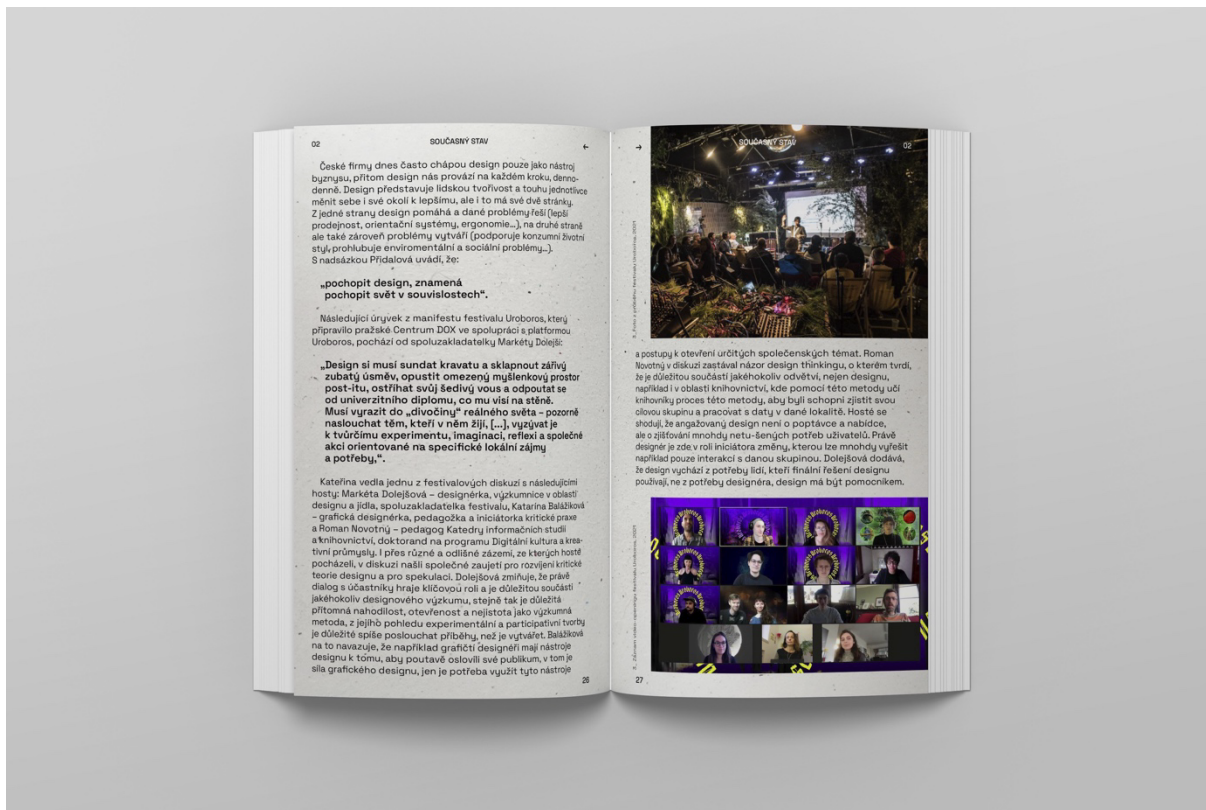 02
SOUČASNÝ STAV
←
České firmy dnes často chápou design pouze jako nástroj
byznysu, přitom design nás provází na každém kroku, denno-
denně. Design představuje lidskou tvořivost a touhu jednotlivce
měnit sebe i své okolí k lepšímu, ale i to má své dvě stránky.
Z jedné strany design pomáhá a dané problémy řeší (lepší
prodejnost, orientační systémy, ergonomie…), na druhé straně
ale také zároveň problémy vytváří (podporuje konzumní životní
styl, prohlubuje enviromentální a sociální problémy…).
S nadsázkou Přidalová uvádí, že:
„pochopit design, znamená
pochopit svět v souvislostech“.
Následující úryvek z manifestu festivalu Uroboros, který
připravilo pražské Centrum DOX ve spolupráci s platformou
Uroboros, pochází od spoluzakladatelky Markéty Dolejší:
„Design si musí sundat kravatu a sklapnout zářivý
zubatý úsměv, opustit omezený myšlenkový prostor
post-itu, ostříhat svůj šedivý vous a odpoutat se
od univerzitního diplomu, co mu visí na stěně.
Musí vyrazit do „divočiny“ reálného světa – pozorně
naslouchat těm, kteří v něm žijí, [...], vyzývat je
k tvůrčímu experimentu, imaginaci, reflexi a společné
akci orientované na specifické lokální zájmy
a potřeby,“.
Kateřina vedla jednu z festivalových diskuzí s následujícími
hosty: Markéta Dolejšová – designérka, výzkumnice v oblasti
designu a jídla, spoluzakladatelka festivalu, Katarína Balážiková
– grafická designérka, pedagožka a iniciátorka kritické praxe
a Roman Novotný – pedagog Katedry informačních studií
a knihovnictví, doktorand na programu Digitální kultura a krea-
tivní průmysly. I přes různé a odlišné zázemí, ze kterých hosté
pocházeli, v diskuzi našli společné zaujetí pro rozvíjení kritické
teorie designu a pro spekulaci. Dolejšová zmiňuje, že právě
dialog s účastníky hraje klíčovou roli a je důležitou součástí
jakéhokoliv designového výzkumu, stejně tak je důležitá
přítomná nahodilost, otevřenost a nejistota jako výzkumná
metoda, z jejího pohledu experimentální a participativní tvorby
je důležité spíše poslouchat příběhy, než je vytvářet. Balážiková
na to navazuje, že například grafičtí designéři mají nástroje
designu k tomu, aby poutavě oslovili své publikum, v tom je
síla grafického designu, jen je potřeba využít tyto nástroje
26
→
SOUČASNÝ STAV
02
a postupy k otevření určitých společenských témat. Roman
Novotný v diskuzi zastával názor design thinkingu, o kterém tvrdí,
že je důležitou součástí jakéhokoliv odvětví, nejen designu,
například i v oblasti knihovnictví, kde pomocí této metody učí
knihovníky proces této metody, aby byli schopni zjistit svou
cílovou skupinu a pracovat s daty v dané lokalitě. Hosté se
shodují, že angažovaný design není o poptávce a nabídce,
ale o zjišťování mnohdy netu-šených potřeb uživatelů. Právě
designér je zde v roli iniciátora změny, kterou lze mnohdy vyřešit
například pouze interakcí s danou skupinou. Dolejšová dodává,
že design vychází z potřeby lidí, kteří finální řešení designu
používají, ne z potřeby designéra, design má být pomocníkem.
27